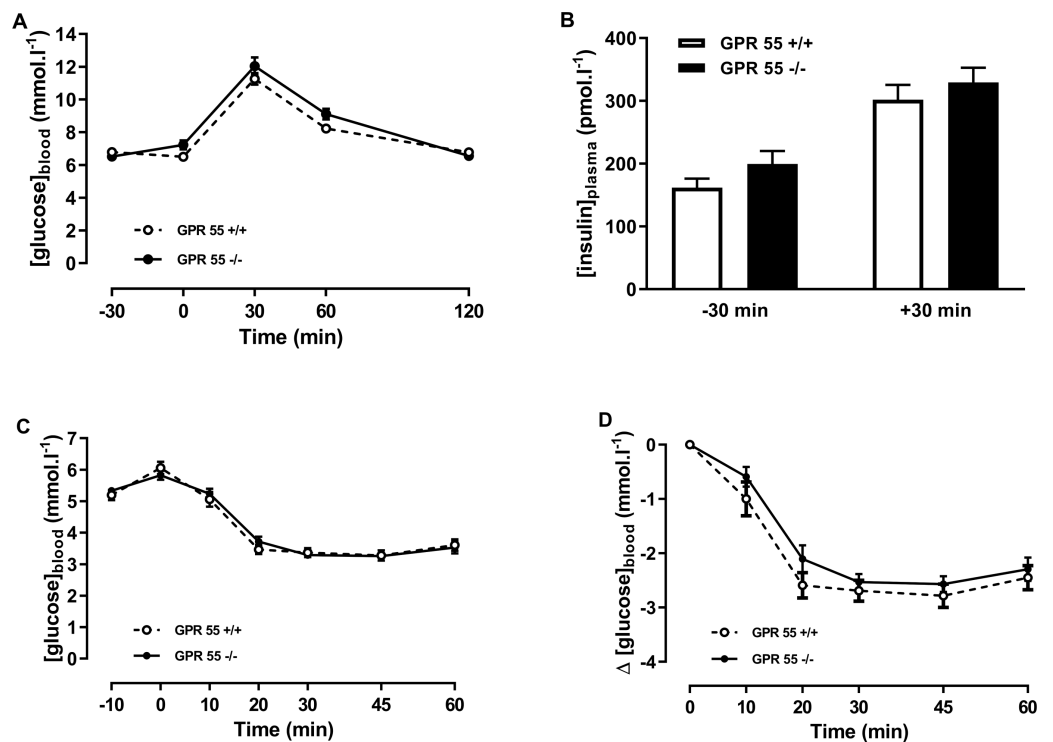 A
[glucose]blood (mmol.l-1)
14
12
10
8
6
4
2
0
GPR 55 +/+
GPR 55 -/-
-30 0 30 60 120
Time (min)
B
[insulin]plasma (pmol.l-1)
400
300
200
100
0
GPR 55 +/+
GPR 55 -/-
-30 min +30 min
C
[glucose]blood (mmol.l-1)
7
6
5
4
3
2
1
0
GPR 55 +/+
GPR 55 -/-
-10 0 10 20 30 45 60
Time (min)
D
Δ [glucose]blood (mmol.l-1)
0
-1
-2
-3
-4
GPR 55 +/+
GPR 55 -/-
0 10 20 30 45 60
Time (min)